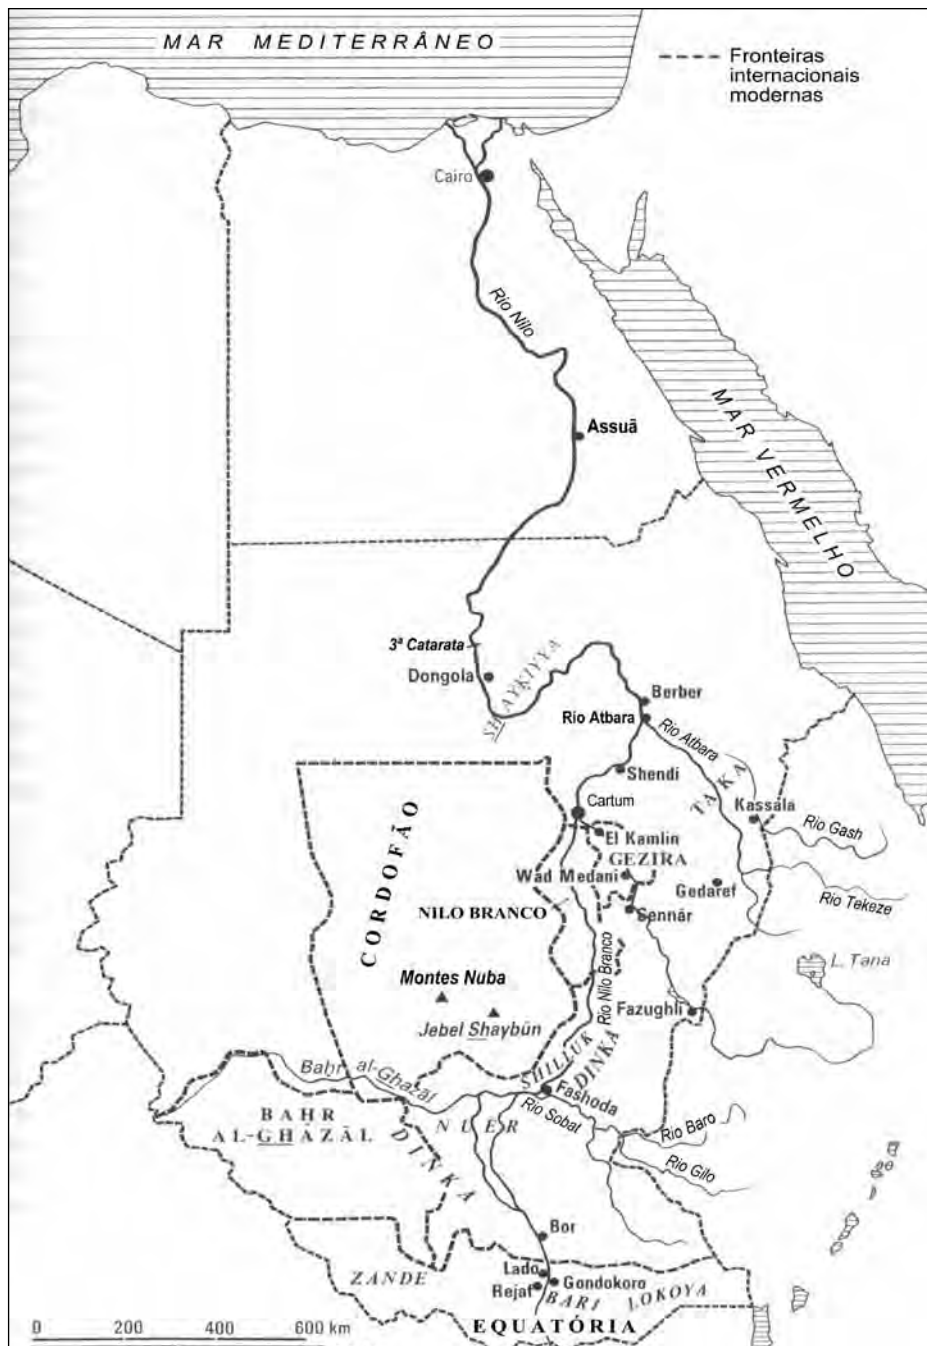 MAR MEDITERRÂNEO
Fronteiras
internacionais
modernas
Cairo
Rio Nilo
Assuã
MAR VERMELHO
3ª Catarata
Dongola
SHAYḲIYYA
Berber
Rio Atbara
Rio Atbara
Shendi
TAKA
Kassala
Cartum
Rio Gash
El Kamlin
GEZIRA
CORDOFÃO
Wad Medani
Gedaref
Rio Tekeze
NILO BRANCO
Sennār
L. Tana
Rio Nilo Branco
Montes Nuba
Fazughli
Jebel Shaybūn
SHILLUK
DINKA
Baḥr al-Ghazāl
Fashoda
BAHR
AL-GHAZĀL
NUER
Rio Sobat
Rio Baro
DINKA
Rio Gilo
Bor
ZANDE
Lado
Rejaf
Gondokoro
BARI
LOKOYA
EQUATÓRIA
0 200 400 600 km